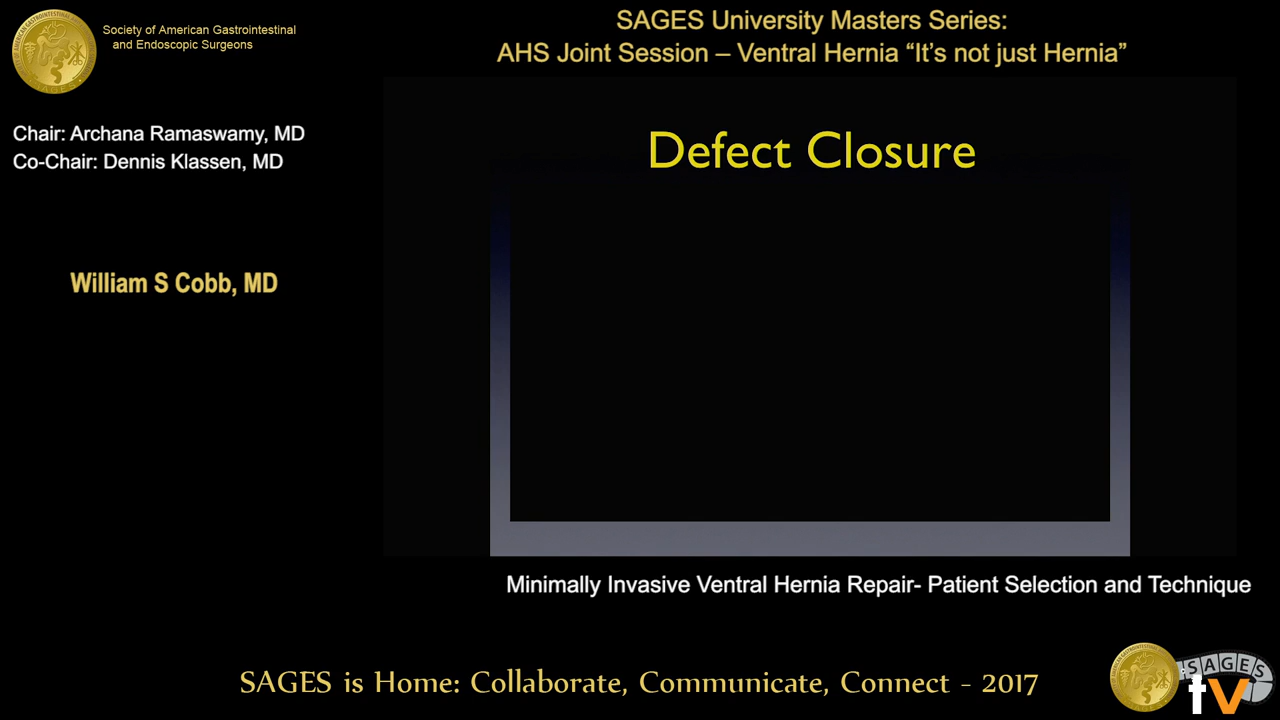 Society of American Gastrointestinal
and Endoscopic Surgeons
SAGES University Masters Series:
AHS Joint Session – Ventral Hernia “It’s not just Hernia”
Chair: Archana Ramaswamy, MD
Co-Chair: Dennis Klassen, MD
Defect Closure
William S Cobb, MD
Minimally Invasive Ventral Hernia Repair- Patient Selection and Technique
SAGES is Home: Collaborate, Communicate, Connect - 2017
SAGES
tv